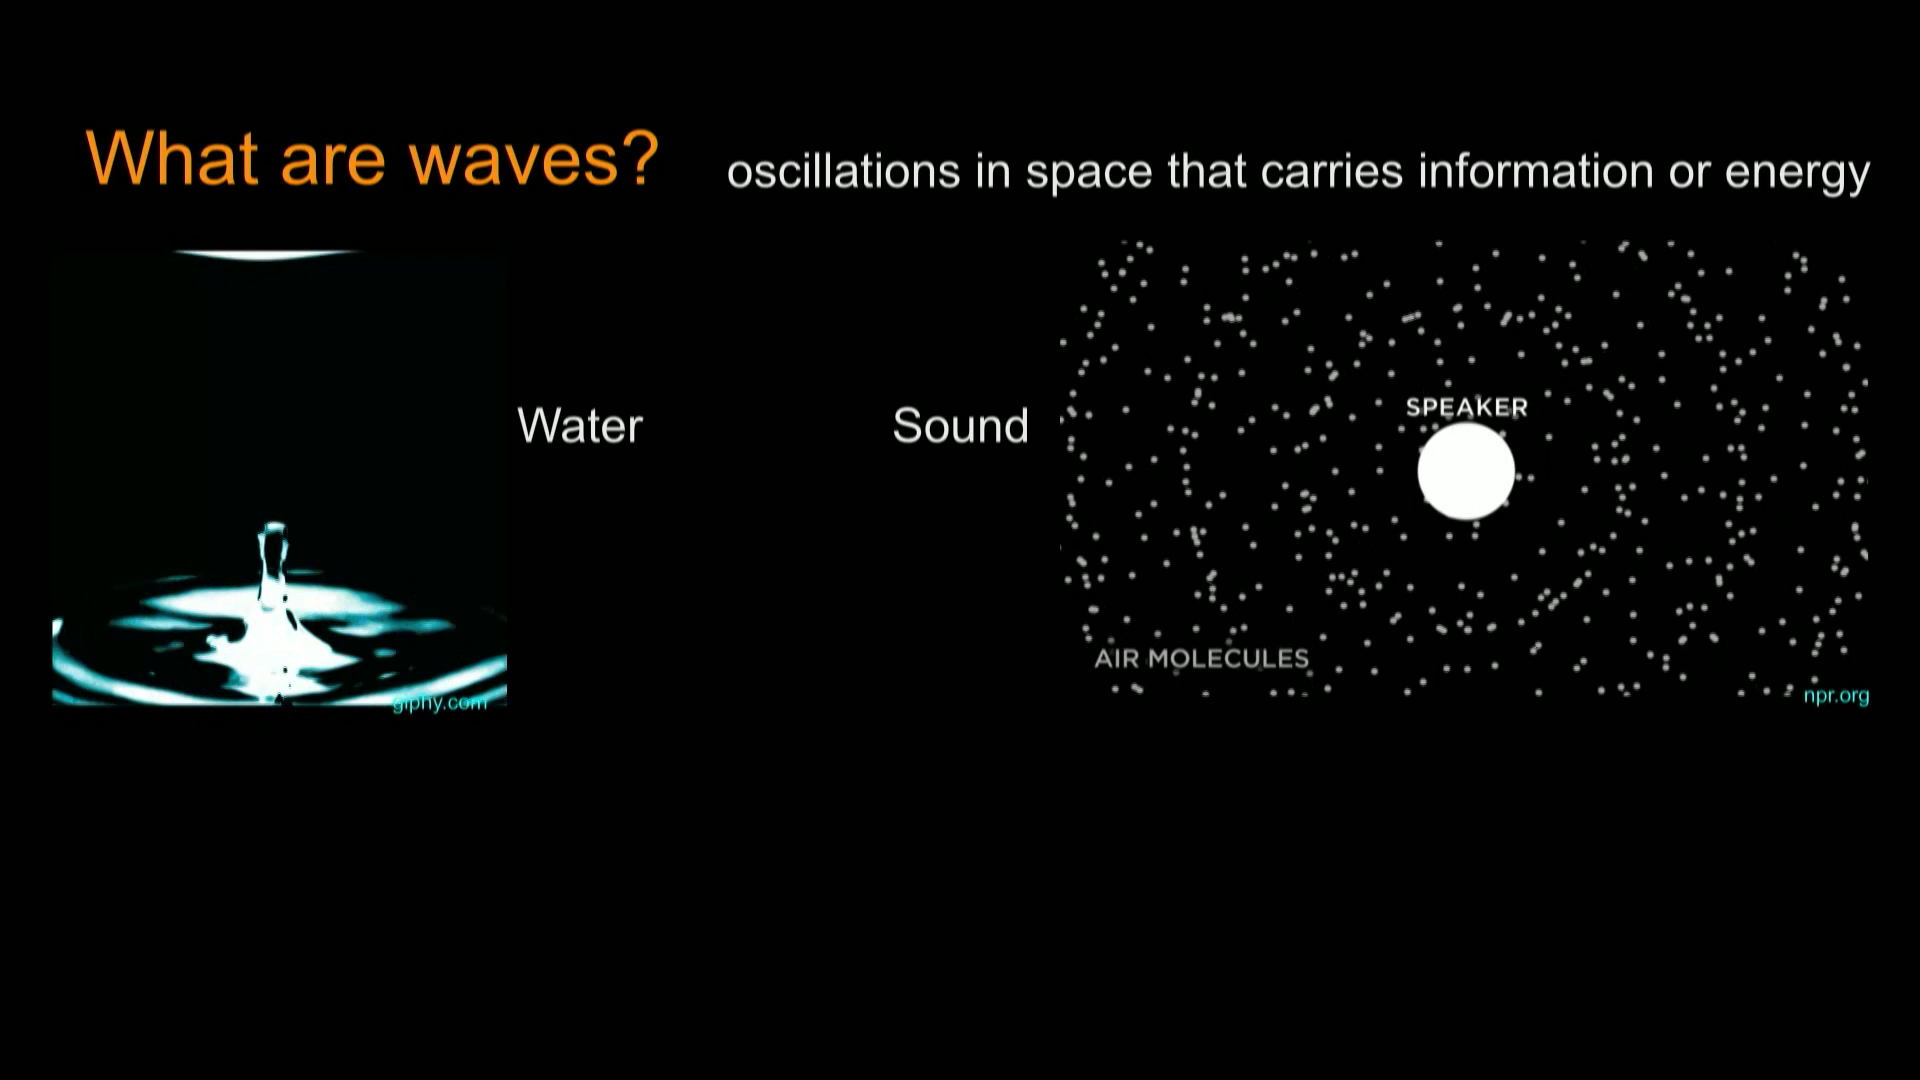 What are waves?
oscillations in space that carries information or energy
Water
Sound
SPEAKER
AIR MOLECULES
giphy.com
npr.org